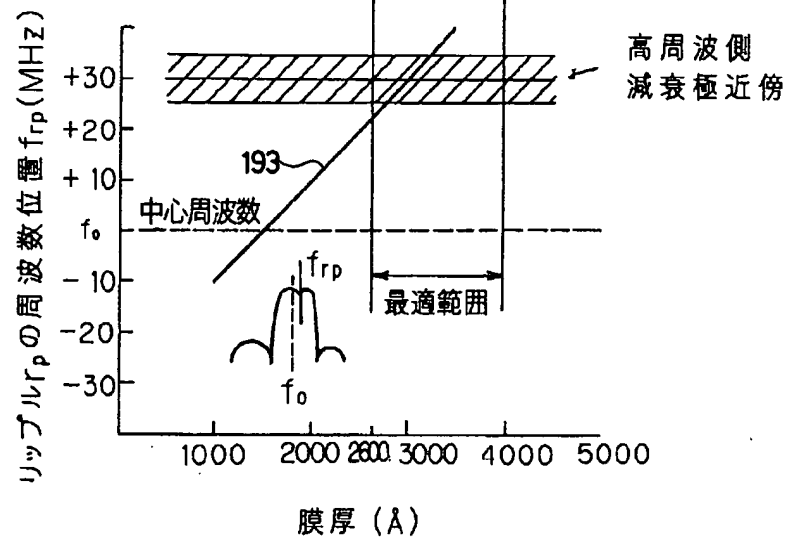 リップルrpの周波数位置frp(MHz)
高周波側
減衰極近傍
+30
+20
193
+10
中心周波数
fo
-10
frp
最適範囲
-20
-30
fo
1000 2000 2600 3000 4000 5000
膜厚 (Å)